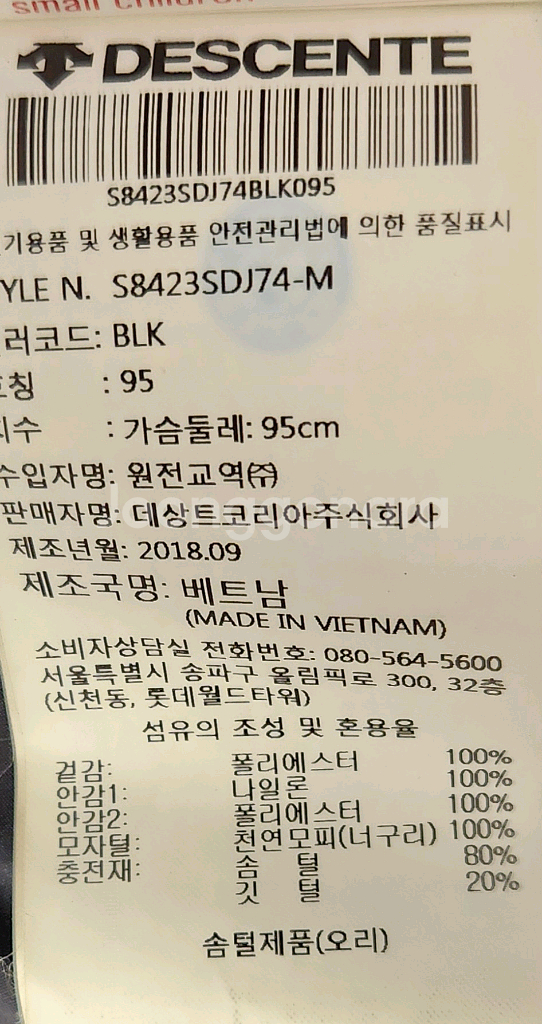 small children
DESCENTE
S8423SDJ74BLK095
기용품 및 생활용품 안전관리법에 의한 품질표시
YLE N. S8423SDJ74-M
러코드: BLK
호칭 : 95
치수 : 가슴둘레: 95cm
수입자명: 원전교역㈜
판매자명: 데상트코리아주식회사
제조년월: 2018.09
제조국명: 베트남
(MADE IN VIETNAM)
소비자상담실 전화번호: 080-564-5600
서울특별시 송파구 올림픽로 300, 32층
(신천동, 롯데월드타워)
섬유의 조성 및 혼용율
겉감: 폴리에스터 100%
안감1: 나일론 100%
안감2: 폴리에스터 100%
모자털: 천연모피(너구리) 100%
충전재: 솜 털 80%
깃 털 20%
솜털제품(오리)